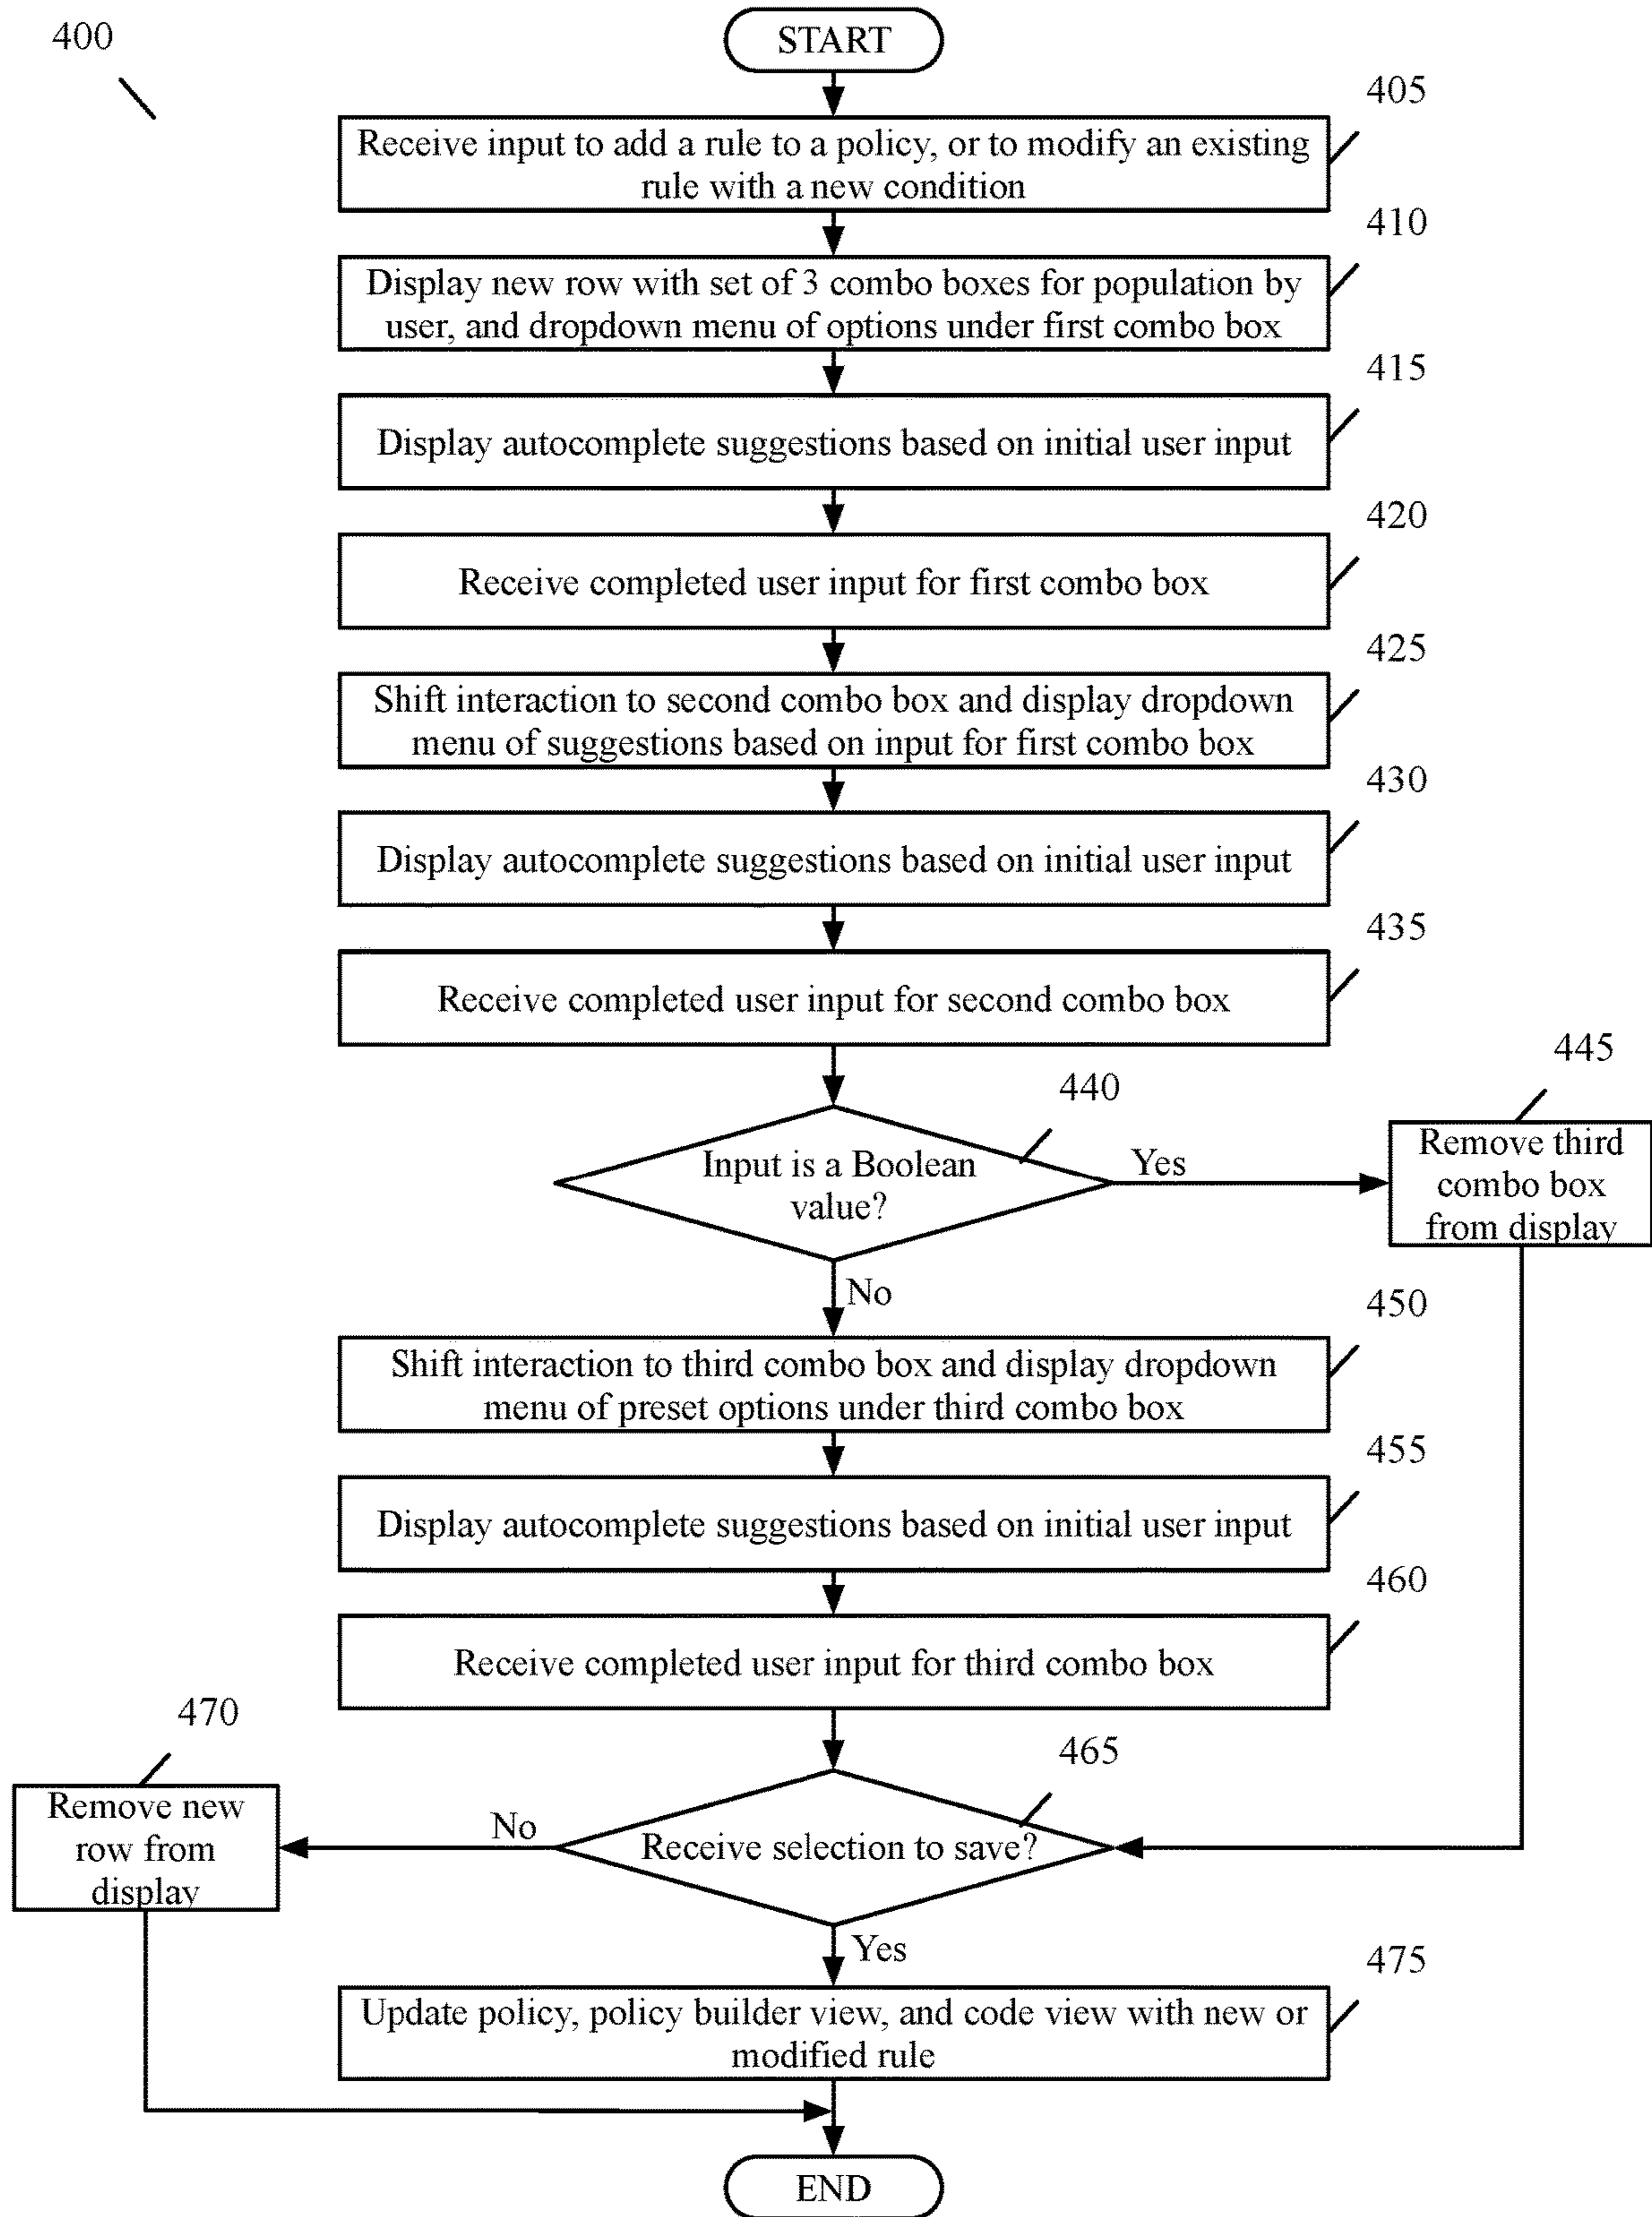 400
START
405
Receive input to add a rule to a policy, or to modify an existing
rule with a new condition
410
Display new row with set of 3 combo boxes for population by
user, and dropdown menu of options under first combo box
415
Display autocomplete suggestions based on initial user input
420
Receive completed user input for first combo box
425
Shift interaction to second combo box and display dropdown
menu of suggestions based on input for first combo box
430
Display autocomplete suggestions based on initial user input
435
Receive completed user input for second combo box
440
Input is a Boolean
value?
Yes
445
Remove third
combo box
from display
No
450
Shift interaction to third combo box and display dropdown
menu of preset options under third combo box
455
Display autocomplete suggestions based on initial user input
460
Receive completed user input for third combo box
465
Receive selection to save?
No
470
Remove new
row from
display
Yes
475
Update policy, policy builder view, and code view with new or
modified rule
END